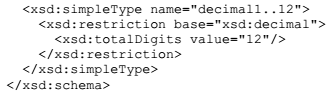 <xsd:simpleType name="decimal1..12">
<xsd:restriction base="xsd:decimal">
<xsd:totalDigits value="12"/>
</xsd:restriction>
</xsd:simpleType>
</xsd:schema>